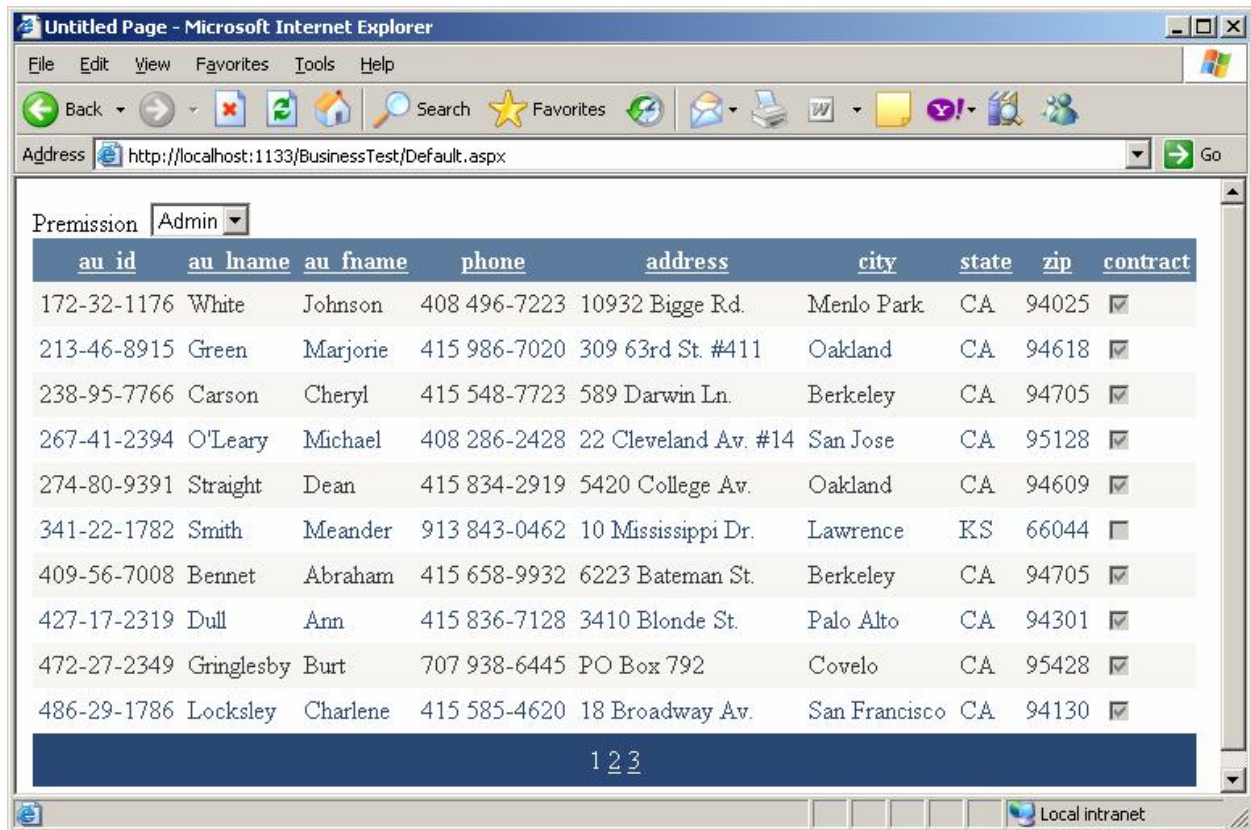 Untitled Page - Microsoft Internet Explorer
File Edit View Favorites Tools Help
Back Search Favorites
Address http://localhost:1133/BusinessTest/Default.aspx Go
Premission Admin
au_id au_lname au_fname phone address city state zip contract
172-32-1176 White Johnson 408 496-7223 10932 Bigge Rd. Menlo Park CA 94025
213-46-8915 Green Marjorie 415 986-7020 309 63rd St. #411 Oakland CA 94618
238-95-7766 Carson Cheryl 415 548-7723 589 Darwin Ln. Berkeley CA 94705
267-41-2394 O'Leary Michael 408 286-2428 22 Cleveland Av. #14 San Jose CA 95128
274-80-9391 Straight Dean 415 834-2919 5420 College Av. Oakland CA 94609
341-22-1782 Smith Meander 913 843-0462 10 Mississippi Dr. Lawrence KS 66044
409-56-7008 Bennet Abraham 415 658-9932 6223 Bateman St. Berkeley CA 94705
427-17-2319 Dull Ann 415 836-7128 3410 Blonde St. Palo Alto CA 94301
472-27-2349 Gringlesby Burt 707 938-6445 PO Box 792 Covelo CA 95428
486-29-1786 Locksley Charlene 415 585-4620 18 Broadway Av. San Francisco CA 94130
1 2 3
Local intranet